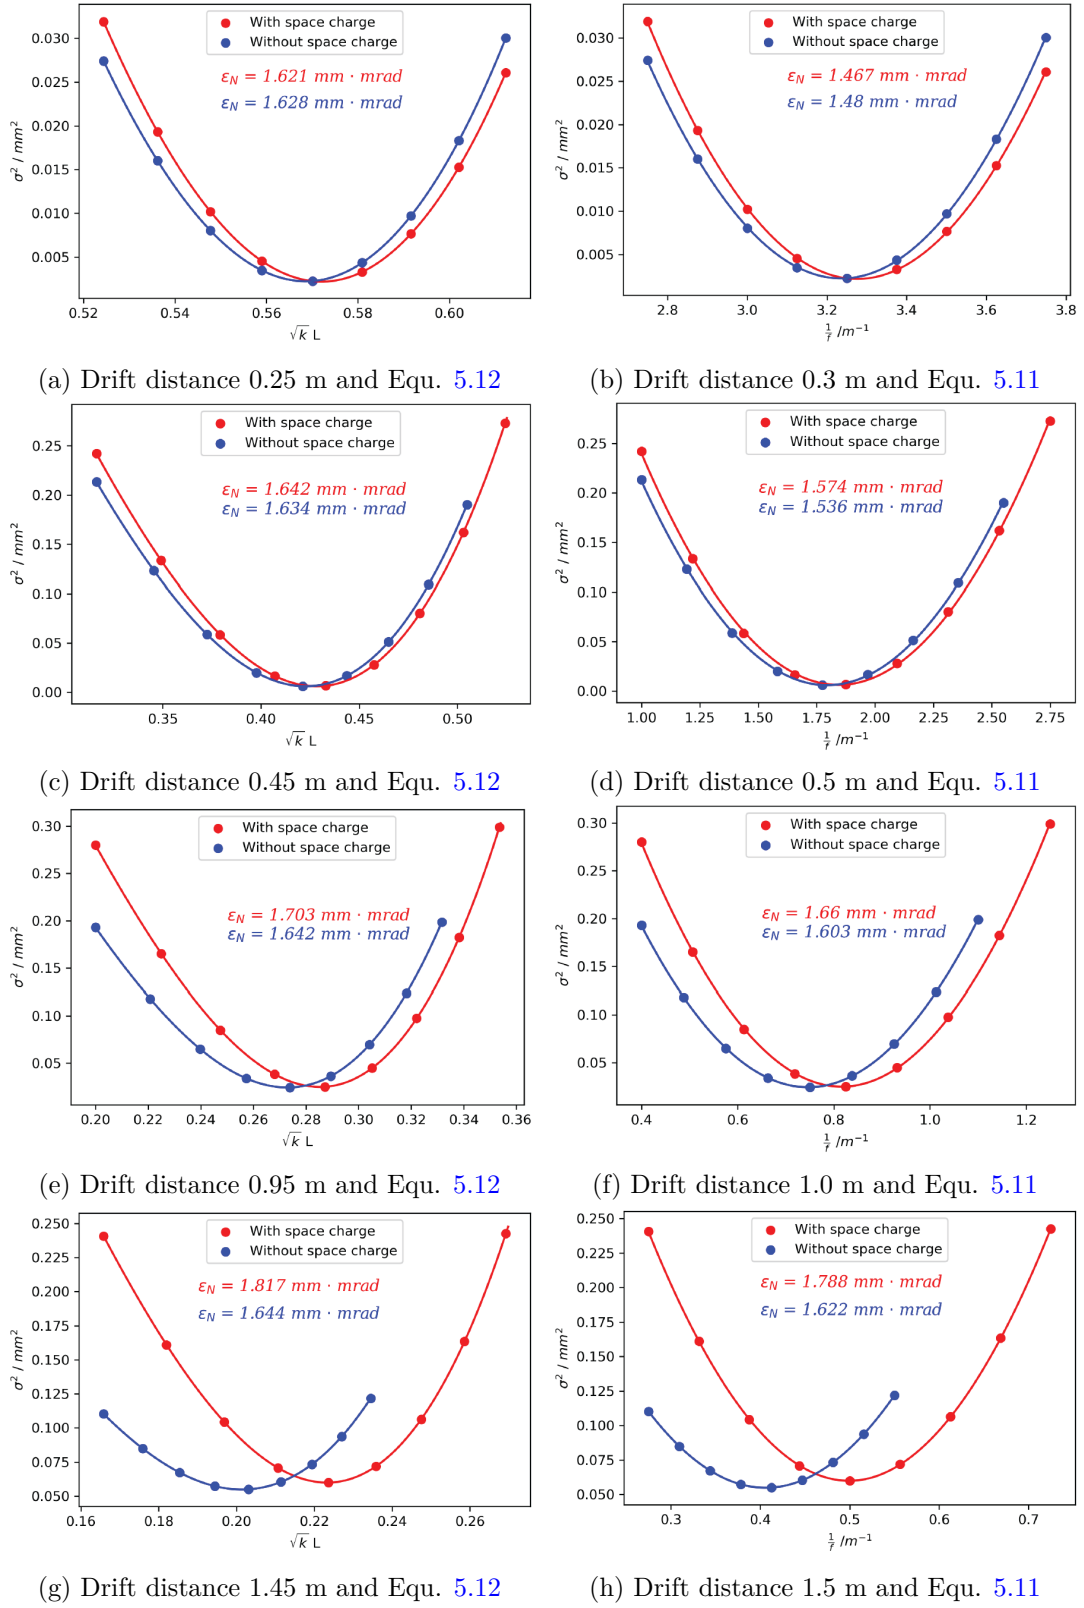 With space charge
Without space charge
ε_N = 1.621 mm · mrad
ε_N = 1.628 mm · mrad
0.030
0.025
0.020
0.015
0.010
0.005
σ² / mm²
0.52 0.54 0.56 0.58 0.60
√k L
(a) Drift distance 0.25 m and Equ. 5.12
With space charge
Without space charge
ε_N = 1.467 mm · mrad
ε_N = 1.48 mm · mrad
0.030
0.025
0.020
0.015
0.010
0.005
σ² / mm²
2.8 3.0 3.2 3.4 3.6 3.8
1/f /m⁻¹
(b) Drift distance 0.3 m and Equ. 5.11
With space charge
Without space charge
ε_N = 1.642 mm · mrad
ε_N = 1.634 mm · mrad
0.25
0.20
0.15
0.10
0.05
0.00
σ² / mm²
0.35 0.40 0.45 0.50
√k L
(c) Drift distance 0.45 m and Equ. 5.12
With space charge
Without space charge
ε_N = 1.574 mm · mrad
ε_N = 1.536 mm · mrad
0.25
0.20
0.15
0.10
0.05
0.00
σ² / mm²
1.00 1.25 1.50 1.75 2.00 2.25 2.50 2.75
1/f /m⁻¹
(d) Drift distance 0.5 m and Equ. 5.11
With space charge
Without space charge
ε_N = 1.703 mm · mrad
ε_N = 1.642 mm · mrad
0.30
0.25
0.20
0.15
0.10
0.05
σ² / mm²
0.20 0.22 0.24 0.26 0.28 0.30 0.32 0.34 0.36
√k L
(e) Drift distance 0.95 m and Equ. 5.12
With space charge
Without space charge
ε_N = 1.66 mm · mrad
ε_N = 1.603 mm · mrad
0.30
0.25
0.20
0.15
0.10
0.05
σ² / mm²
0.4 0.6 0.8 1.0 1.2
1/f /m⁻¹
(f) Drift distance 1.0 m and Equ. 5.11
With space charge
Without space charge
ε_N = 1.817 mm · mrad
ε_N = 1.644 mm · mrad
0.250
0.225
0.200
0.175
0.150
0.125
0.100
0.075
0.050
σ² / mm²
0.16 0.18 0.20 0.22 0.24 0.26
√k L
(g) Drift distance 1.45 m and Equ. 5.12
With space charge
Without space charge
ε_N = 1.788 mm · mrad
ε_N = 1.622 mm · mrad
0.250
0.225
0.200
0.175
0.150
0.125
0.100
0.075
0.050
σ² / mm²
0.3 0.4 0.5 0.6 0.7
1/f /m⁻¹
(h) Drift distance 1.5 m and Equ. 5.11